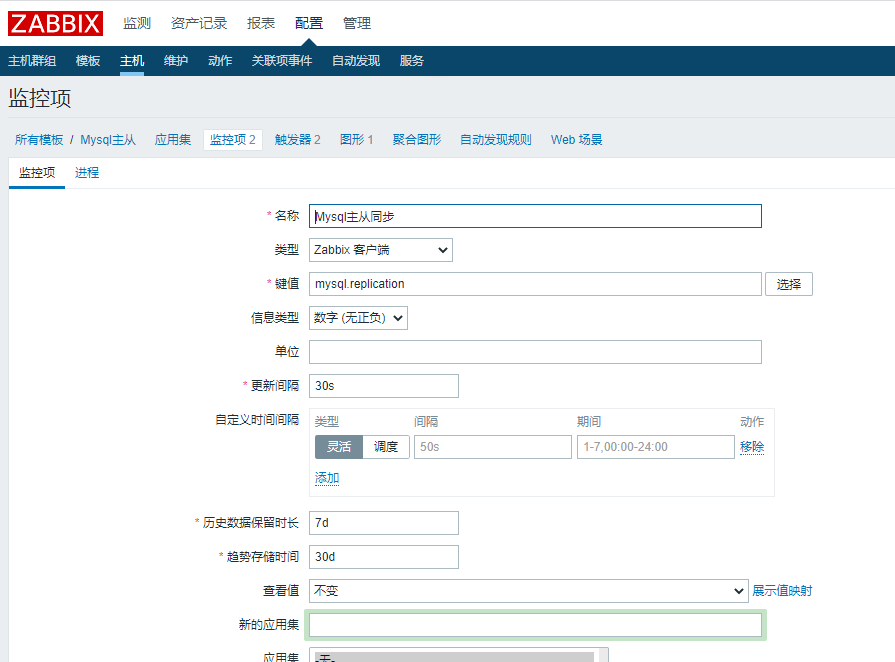 ZABBIX 监测 资产记录 报表 配置 管理
主机群组 模板 主机 维护 动作 关联项事件 自动发现 服务
监控项
所有模板 / Mysql主从 应用集 监控项 2 触发器 2 图形 1 聚合图形 自动发现规则 Web 场景
监控项 进程
* 名称 Mysql主从同步
类型 Zabbix 客户端
* 键值 mysql.replication 选择
信息类型 数字 (无正负)
单位
* 更新间隔 30s
自定义时间间隔 类型 间隔 期间 动作
灵活 调度 50s 1-7,00:00-24:00 移除
添加
* 历史数据保留时长 7d
* 趋势存储时间 30d
查看值 不变 展示值映射
新的应用集
应用集 -无-